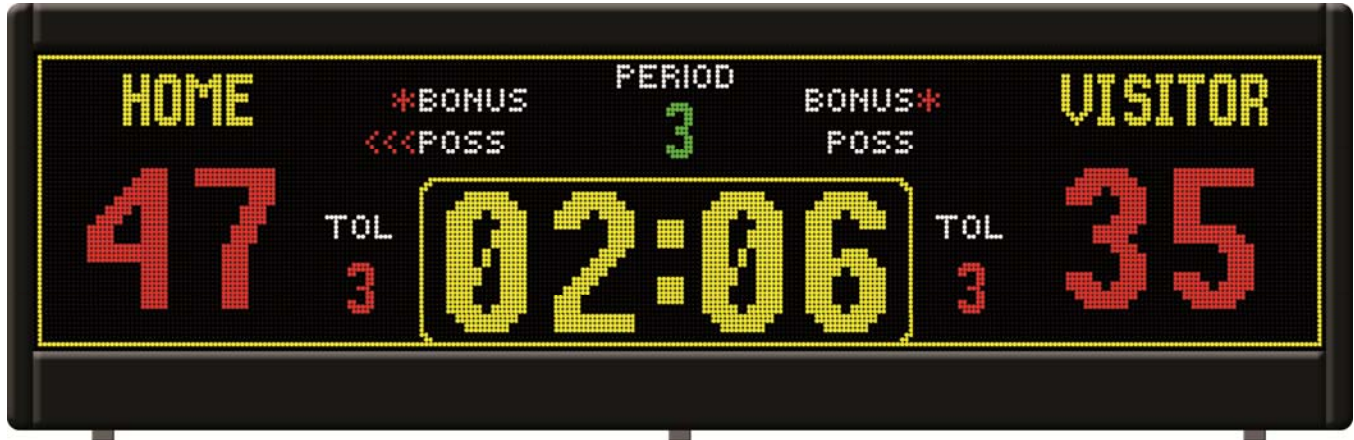 HOME
*BONUS
<<<POSS
PERIOD
3
BONUS*
POSS
VISITOR
47
TOL
3
02:06
TOL
3
35